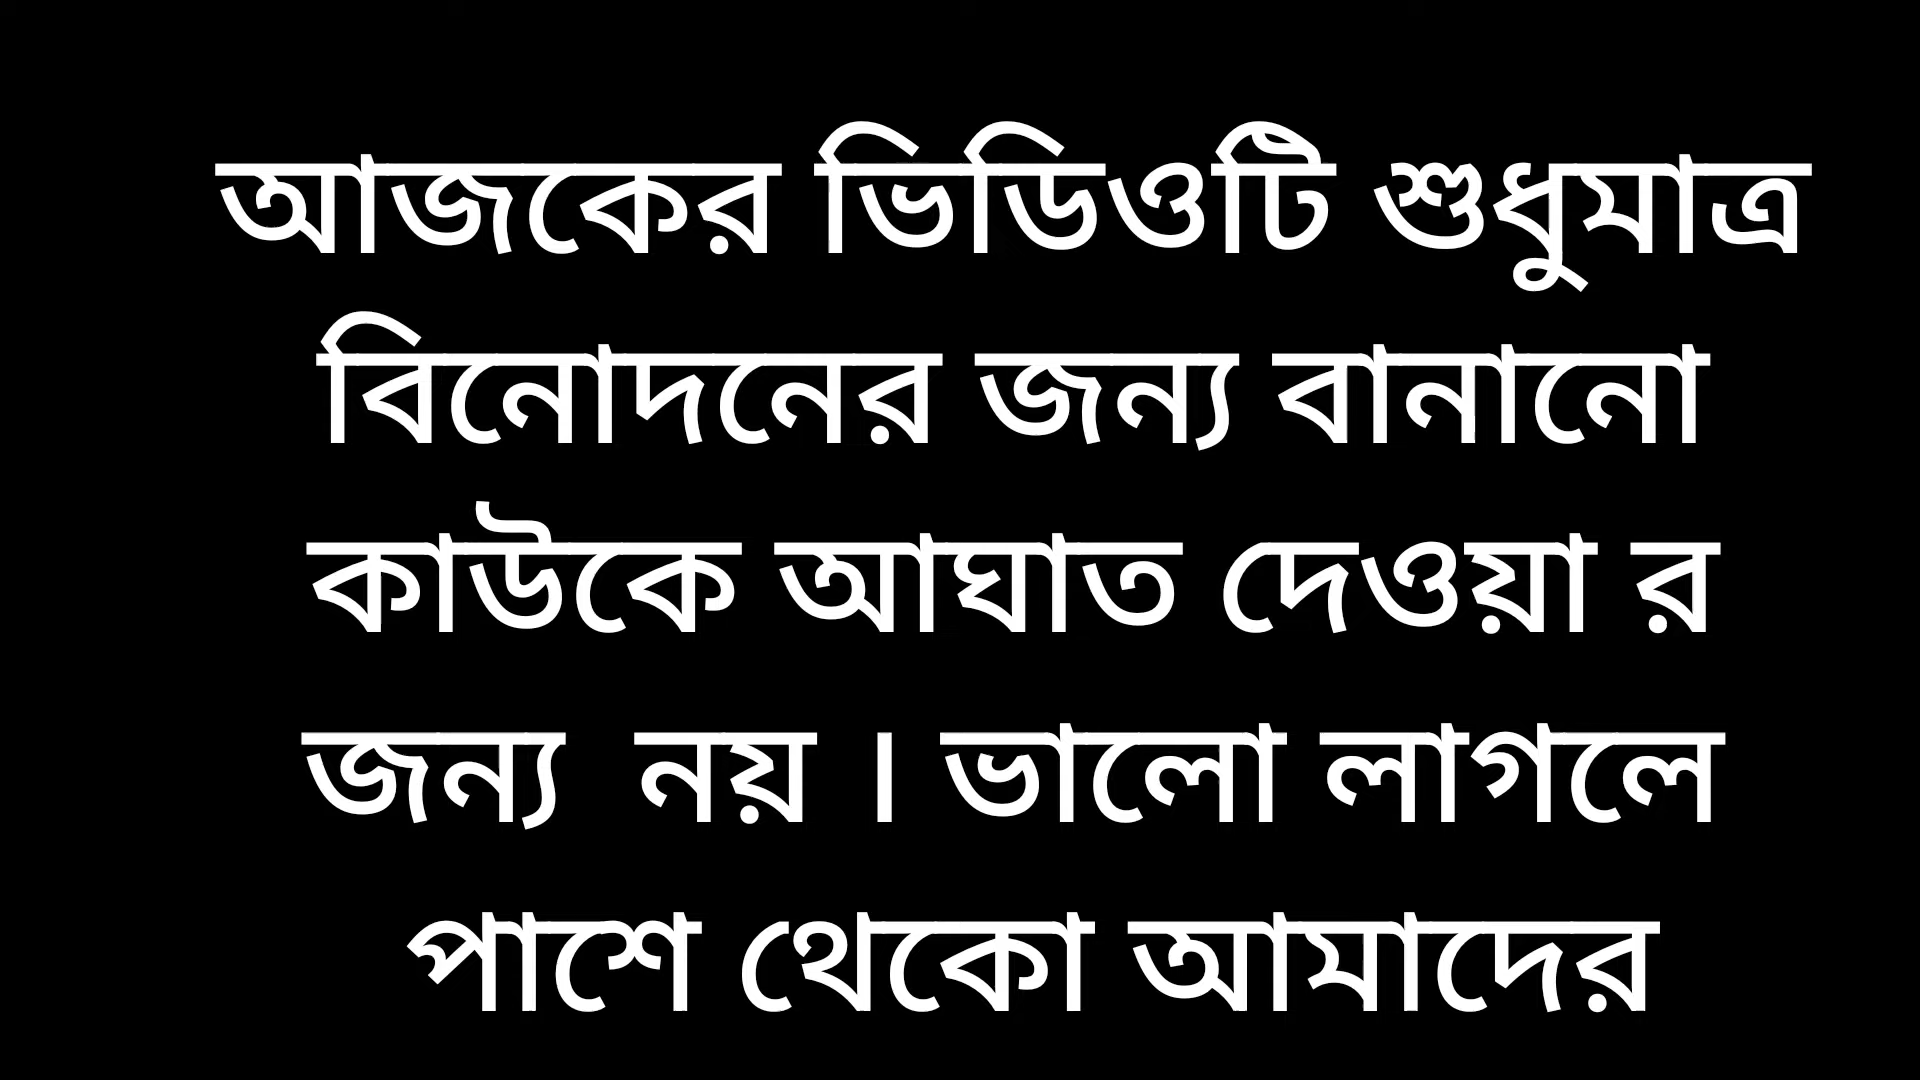 আজকের ভিডিওটি শুধুমাত্র
বিনোদনের জন্য বানানো
কাউকে আঘাত দেওয়া র
জন্য  নয় । ভালো লাগলে
পাশে থেকো আমাদের